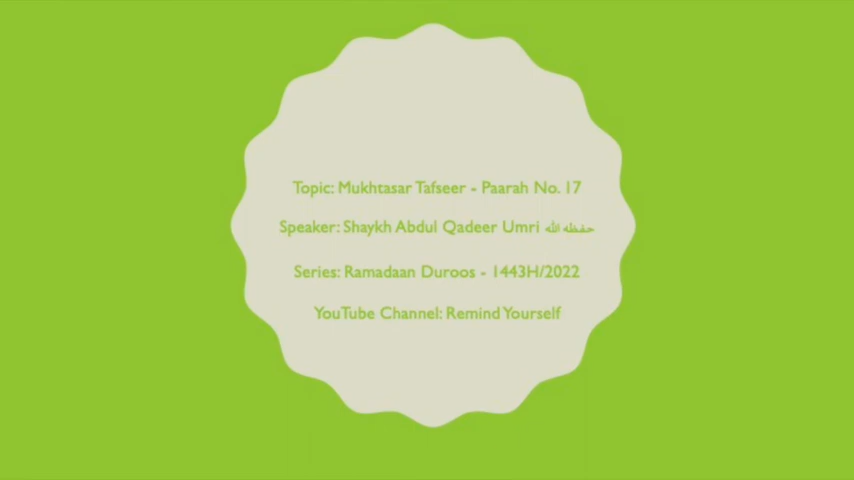 Topic: Mukhtasar Tafseer - Paarah No. 17
Speaker: Shaykh Abdul Qadeer Umri حفظه الله
Series: Ramadaan Duroos - 1443H/2022
YouTube Channel: Remind Yourself